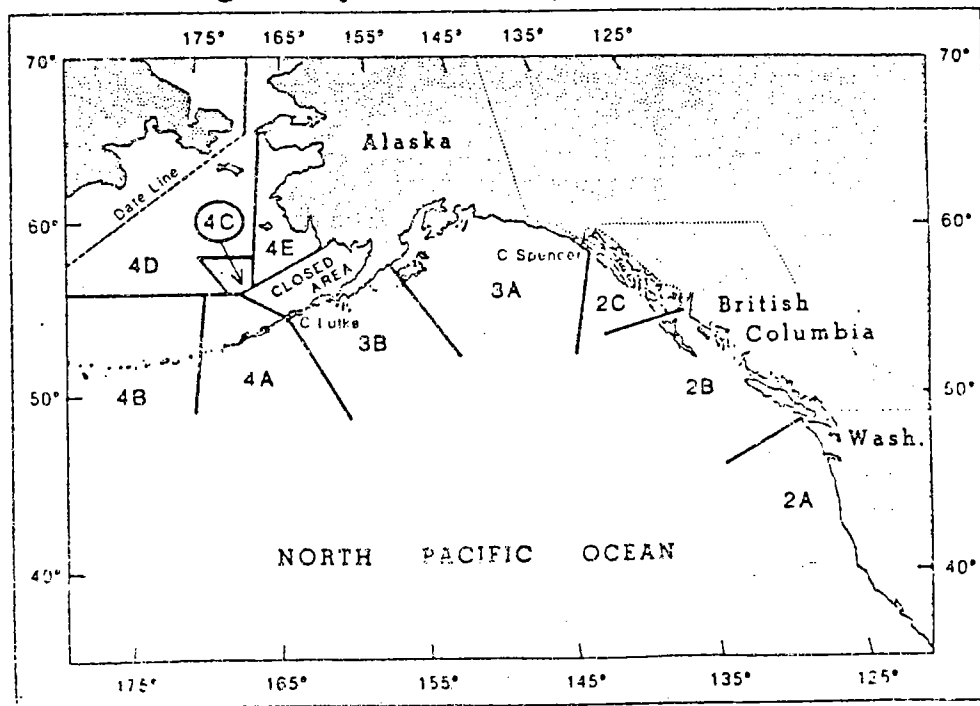 175° 165° 155° 145° 135° 125°
70° 70°
Alaska
Date Line
4C
60° 60°
4E
4D
CLOSED
AREA
C Spencer
3A
2C
British
Columbia
3B
4A
4B
2B
50° 50°
Wash.
2A
NORTH PACIFIC OCEAN
40° 40°
175° 165° 155° 145° 135° 125°